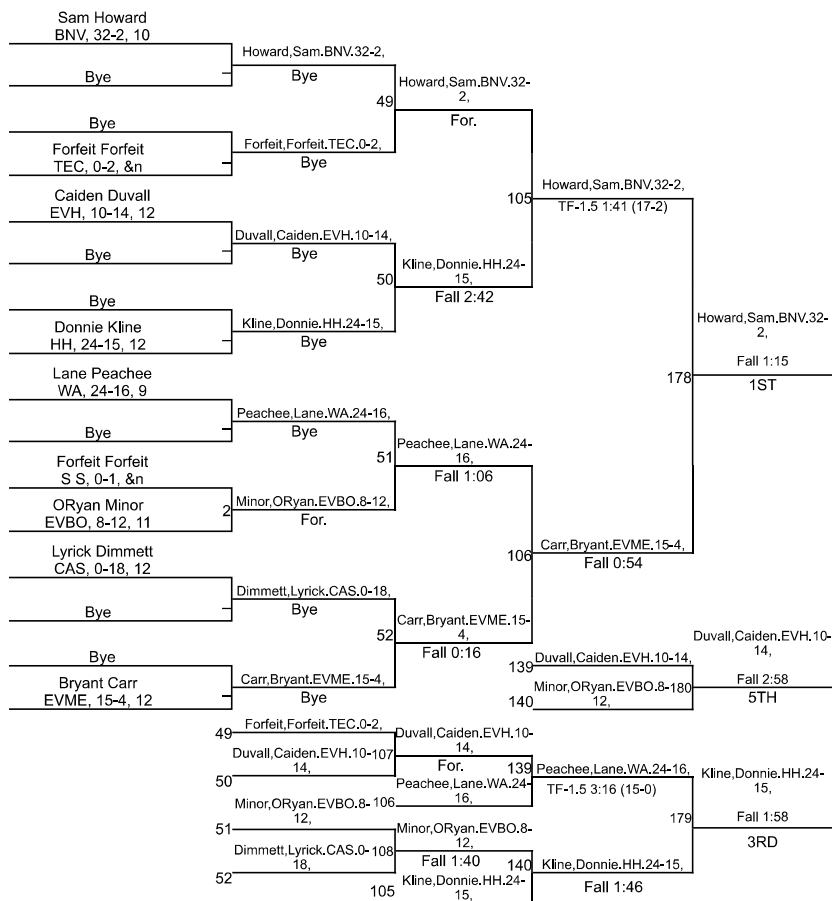 Sam Howard
BNV, 32-2, 10
Howard,Sam.BNV.32-2,
Bye
Bye
49
Howard,Sam.BNV.32-
2,
For.
Bye
Forfeit Forfeit
TEC, 0-2, &n
Forfeit,Forfeit.TEC.0-2,
Bye
105
Howard,Sam.BNV.32-2,
TF-1.5 1:41 (17-2)
Caiden Duvall
EVH, 10-14, 12
Duvall,Caiden.EVH.10-14,
Bye
Bye
50
Kline,Donnie.HH.24-
15,
Fall 2:42
Bye
Donnie Kline
HH, 24-15, 12
Kline,Donnie.HH.24-15,
Bye
Howard,Sam.BNV.32-
2,
178
Fall 1:15
1ST
Lane Peachee
WA, 24-16, 9
Peachee,Lane.WA.24-16,
Bye
Bye
51
Peachee,Lane.WA.24-
16,
Fall 1:06
Forfeit Forfeit
S S, 0-1, &n
ORyan Minor
EVBO, 8-12, 11
2
Minor,ORyan.EVBO.8-12,
For.
106
Carr,Bryant.EVME.15-4,
Fall 0:54
Lyrick Dimmett
CAS, 0-18, 12
Dimmett,Lyrick.CAS.0-18,
Bye
Bye
52
Carr,Bryant.EVME.15-
4,
Fall 0:16
Bye
Bryant Carr
EVME, 15-4, 12
Carr,Bryant.EVME.15-4,
Bye
139
Duvall,Caiden.EVH.10-14,
140
Minor,ORyan.EVBO.8-
12,
180
Duvall,Caiden.EVH.10-
14,
Fall 2:58
5TH
49
Forfeit,Forfeit.TEC.0-2,
50
Duvall,Caiden.EVH.10-
14,
107
Duvall,Caiden.EVH.10-
14,
For.
106
Peachee,Lane.WA.24-
16,
139
Peachee,Lane.WA.24-16,
TF-1.5 3:16 (15-0)
51
Minor,ORyan.EVBO.8-
12,
52
Dimmett,Lyrick.CAS.0-
18,
108
Minor,ORyan.EVBO.8-
12,
Fall 1:40
105
Kline,Donnie.HH.24-
15,
140
Kline,Donnie.HH.24-15,
Fall 1:46
179
Kline,Donnie.HH.24-
15,
Fall 1:58
3RD